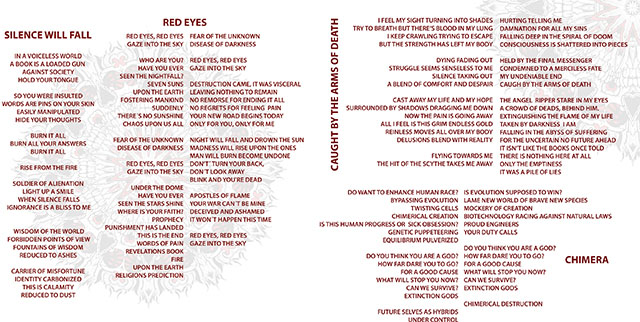 SILENCE WILL FALL
IN A VOICELESS WORLD
A BOOK IS A LOADED GUN
AGAINST SOCIETY
HOLD YOUR TONGUE
SO YOU WERE INSULTED
WORDS ARE PINS ON YOUR SKIN
EASILY MANIPULATED
HIDE YOUR THOUGHTS
BURN IT ALL
BURN ALL YOUR ANSWERS
BURN IT ALL
RISE FROM THE FIRE
SOLDIER OF ALIENATION
LIGHT UP A SMILE
WHEN SILENCE FALLS
IGNORANCE IS A BLISS TO ME
WISDOM OF THE WORLD
FORBIDDEN POINTS OF VIEW
FOUNTAINS OF WISDOM
REDUCED TO ASHES
CARRIER OF MISFORTUNE
IDENTITY CARBONIZED
THIS IS CALAMITY
REDUCED TO DUST
RED EYES
RED EYES, RED EYES
GAZE INTO THE SKY
WHO ARE YOU?
HAVE YOU EVER
SEEN THE NIGHTFALL?
SEVEN SUNS
UPON THE EARTH
FOSTERING MANKIND
SUDDENLY
THERE'S NO SUNSHINE
CHAOS UPON US ALL
FEAR OF THE UNKNOWN
DISEASE OF DARKNESS
RED EYES, RED EYES
GAZE INTO THE SKY
UNDER THE DOME
HAVE YOU EVER
SEEN THE STARS SHINE
WHERE IS YOUR FAITH?
PROPHECY
PUNISHMENT HAS LANDED
THIS IS THE END
WORDS OF PAIN
REVELATIONS BOOK
FIRE
UPON THE EARTH
RELIGIONS PREDICTION
FEAR OF THE UNKNOWN
DISEASE OF DARKNESS
RED EYES, RED EYES
GAZE INTO THE SKY
DESTRUCTION CAME, IT WAS VISCERAL
LEAVING NOTHING TO REMAIN
NO REMORSE FOR ENDING IT ALL
NO REGRETS FOR FEELING PAIN
YOUR NEW ROAD BEGINS TODAY
ONLY FOR YOU, ONLY FOR ME
NIGHT WILL FALL, AND DROWN THE SUN
MADNESS WILL RISE UPON THE ONES
MAN WILL BURN BECOME UNDONE
DON'T TURN YOUR BACK,
DON'T LOOK AWAY
BLINK AND YOU'RE DEAD
APOSTLES OF FLAME
YOUR WAR CAN'T BE MINE
DECEIVED AND ASHAMED
IT WON'T HAPPEN THIS TIME
RED EYES, RED EYES
GAZE INTO THE SKY
CAUGHT BY THE ARMS OF DEATH
I FEEL MY SIGHT TURNING INTO SHADES
TRY TO BREATH BUT THERE'S BLOOD IN MY LUNG
I KEEP CRAWLING TRYING TO ESCAPE
BUT THE STRENGTH HAS LEFT MY BODY
DYING FADING OUT
STRUGGLE SEEMS SENSELESS TO ME
SILENCE TAKING OUT
A BLEND OF COMFORT AND DESPAIR
CAST AWAY MY LIFE AND MY HOPE
SURROUNDED BY SHADOWS DRAGGING ME DOWN
NOW THE PAIN IS GOING AWAY
ALL I FEEL IS THIS GRIM ENDLESS GOLD
REINLESS MOVES ALL OVER MY BODY
DELUSIONS BLEND WITH REALITY
FLYING TOWARDS ME
THE HIT OF THE SCYTHE TAKES ME AWAY
HURTING TELLING ME
DAMNATION FOR ALL MY SINS
FALLING DEEP IN THE SPIRAL OF DOOM
CONSCIOUSNESS IS SHATTERED INTO PIECES
HELD BY THE FINAL MESSENGER
CONDEMNED TO A MERCILESS FATE
MY UNDENIABLE END
CAUGHT BY THE ARMS OF DEATH
THE ANGEL RIPPER STARE IN MY EYES
A CROWD OF DEADS, BEHIND HIM,
EXTINGUISHING THE FLAME OF MY LIFE
TAKEN BY DARKNESS I AM
FALLING IN THE ABYSS OF SUFFERING
FOR THE UNCERTAIN NO FUTURE AHEAD
IT ISN'T LIKE THE BOOKS ONCE TOLD
THERE IS NOTHING HERE AT ALL
ONLY THE EMPTINESS
IT WAS A PILE OF LIES
CHIMERA
DO WANT TO ENHANCE HUMAN RACE?
BYPASSING EVOLUTION
TWISTING CELLS
CHIMERICAL CREATION
IS THIS HUMAN PROGRESS OR SICK OBSESSION?
GENETIC PUPPETEERING
EQUILIBRIUM PULVERIZED
DO YOU THINK YOU ARE A GOD?
HOW FAR DARE YOU TO GO?
FOR A GOOD CAUSE
WHAT WILL STOP YOU NOW?
CAN WE SURVIVE?
EXTINCTION GODS
FUTURE SELVES AS HYBRIDS
UNDER CONTROL
IS EVOLUTION SUPPOSED TO WIN?
LAME NEW WORLD OF BRAVE NEW SPECIES
MOCKERY OF CREATION
BIOTECHNOLOGY RACING AGAINST NATURAL LAWS
PROUD ENGINEERS
YOUR DUTY CALLS
DO YOU THINK YOU ARE A GOD?
HOW FAR DARE YOU TO GO?
FOR A GOOD CAUSE
WHAT WILL STOP YOU NOW?
CAN WE SURVIVE?
EXTINCTION GODS
CHIMERICAL DESTRUCTION